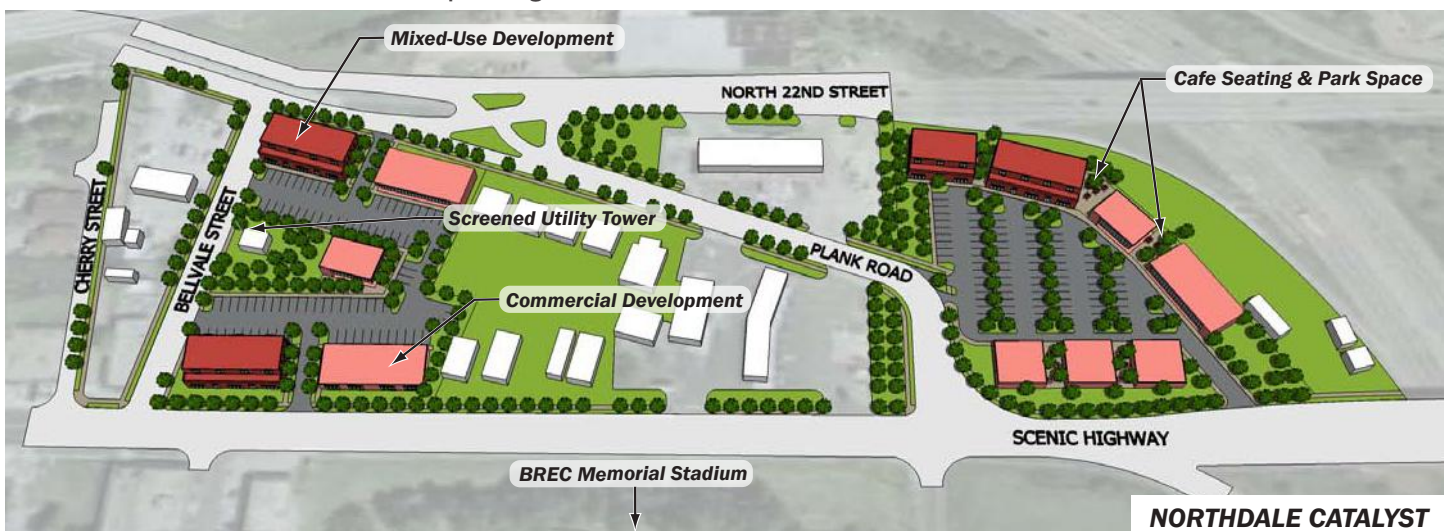 Mixed-Use Development
Cafe Seating & Park Space
NORTH 22ND STREET
CHERRY STREET
BELLVALE STREET
Screened Utility Tower
PLANK ROAD
Commercial Development
SCENIC HIGHWAY
BREC Memorial Stadium
NORTHDALE CATALYST